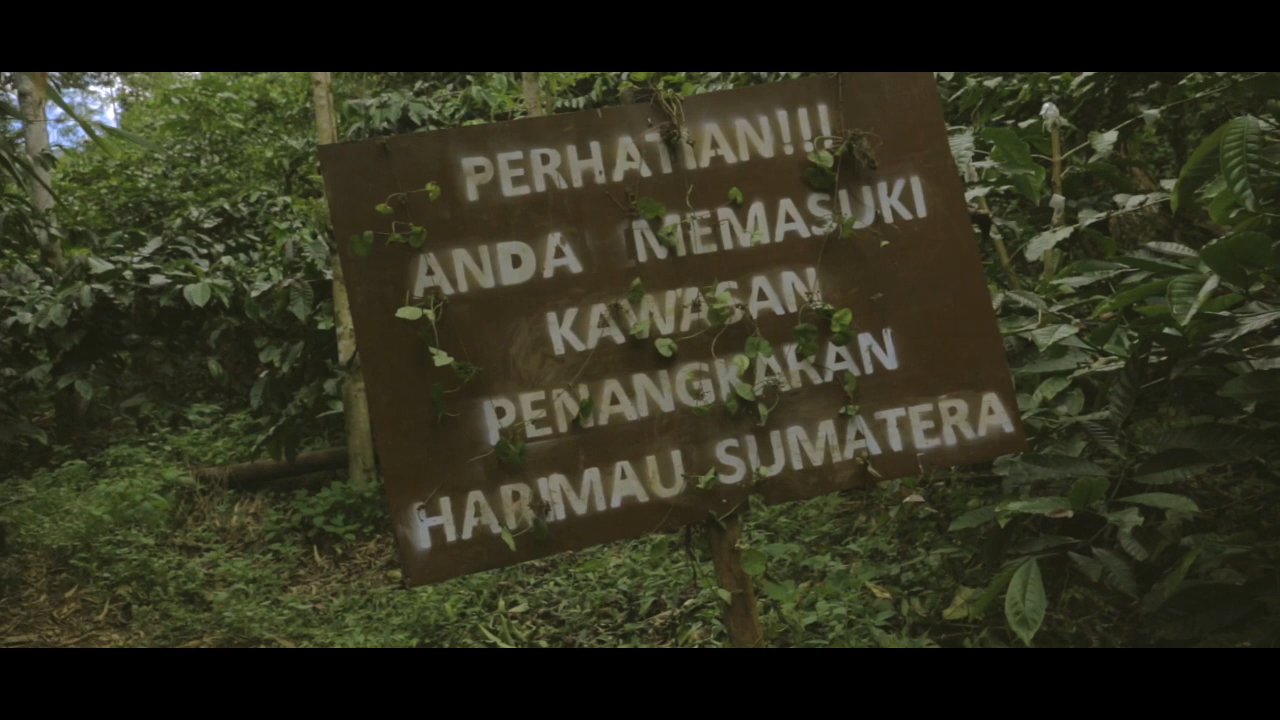 PERHATIAN!!!
ANDA MEMASUKI
KAWASAN
PENANGKARAN
HARIMAU SUMATERA